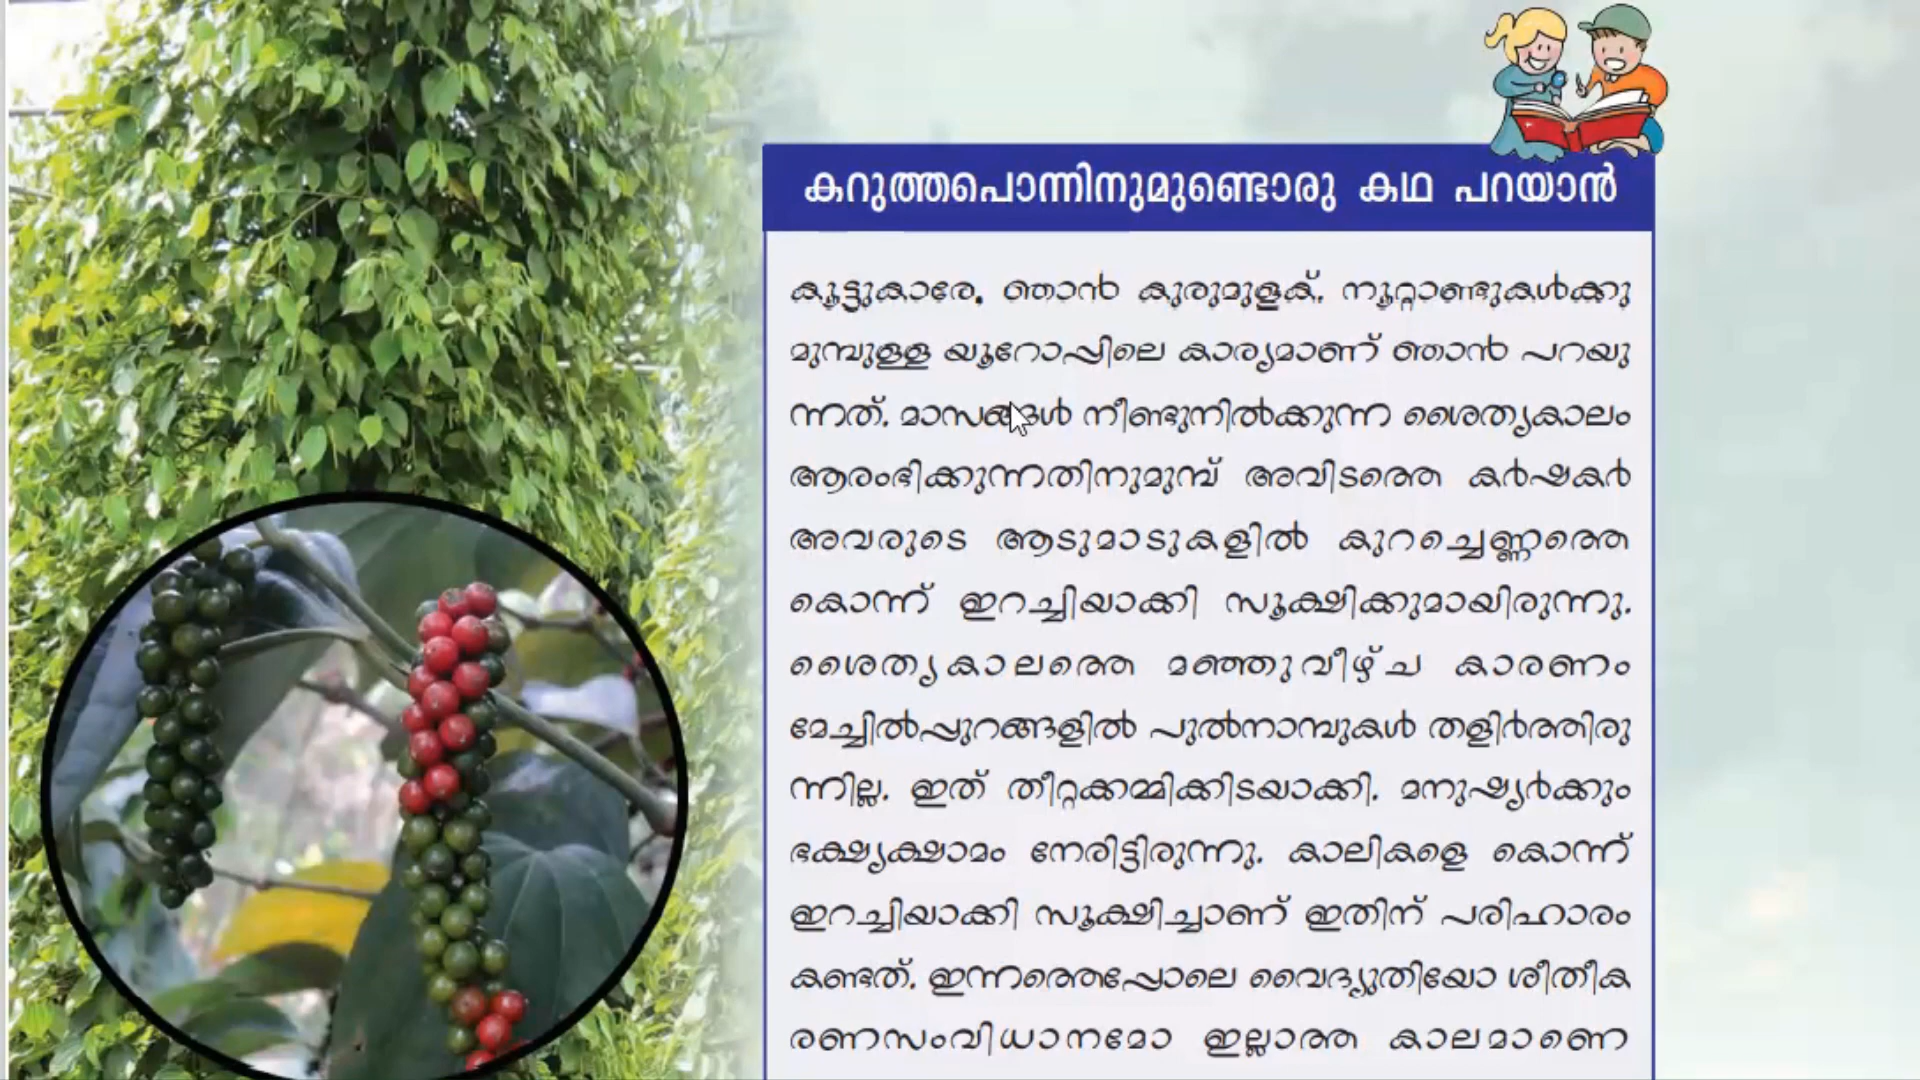 കറുത്തപൊന്നിനുമുണ്ടൊരു കഥ പറയാൻ
കൂട്ടുകാരേ, ഞാൻ കുരുമുളക്. നൂറ്റാണ്ടുകൾക്കു
മുമ്പുള്ള യൂറോപ്പിലെ കാര്യമാണ് ഞാൻ പറയു
ന്നത്. മാസങ്ങൾ നീണ്ടുനിൽക്കുന്ന ശൈത്യകാലം
ആരംഭിക്കുന്നതിനുമുമ്പ് അവിടത്തെ കർഷകർ
അവരുടെ ആടുമാടുകളിൽ കുറച്ചെണ്ണത്തെ
കൊന്ന് ഇറച്ചിയാക്കി സൂക്ഷിക്കുമായിരുന്നു.
ശൈത്യകാലത്തെ മഞ്ഞുവീഴ്ച കാരണം
മേച്ചിൽപ്പുറങ്ങളിൽ പുൽനാമ്പുകൾ തളിർത്തിരു
ന്നില്ല. ഇത് തീറ്റക്കമ്മിക്കിടയാക്കി. മനുഷ്യർക്കും
ഭക്ഷ്യക്ഷാമം നേരിട്ടിരുന്നു. കാലികളെ കൊന്ന്
ഇറച്ചിയാക്കി സൂക്ഷിച്ചാണ് ഇതിന് പരിഹാരം
കണ്ടത്. ഇന്നത്തെപ്പോലെ വൈദ്യുതിയോ ശീതീക
രണസംവിധാനമോ ഇല്ലാത്ത കാലമാണെ